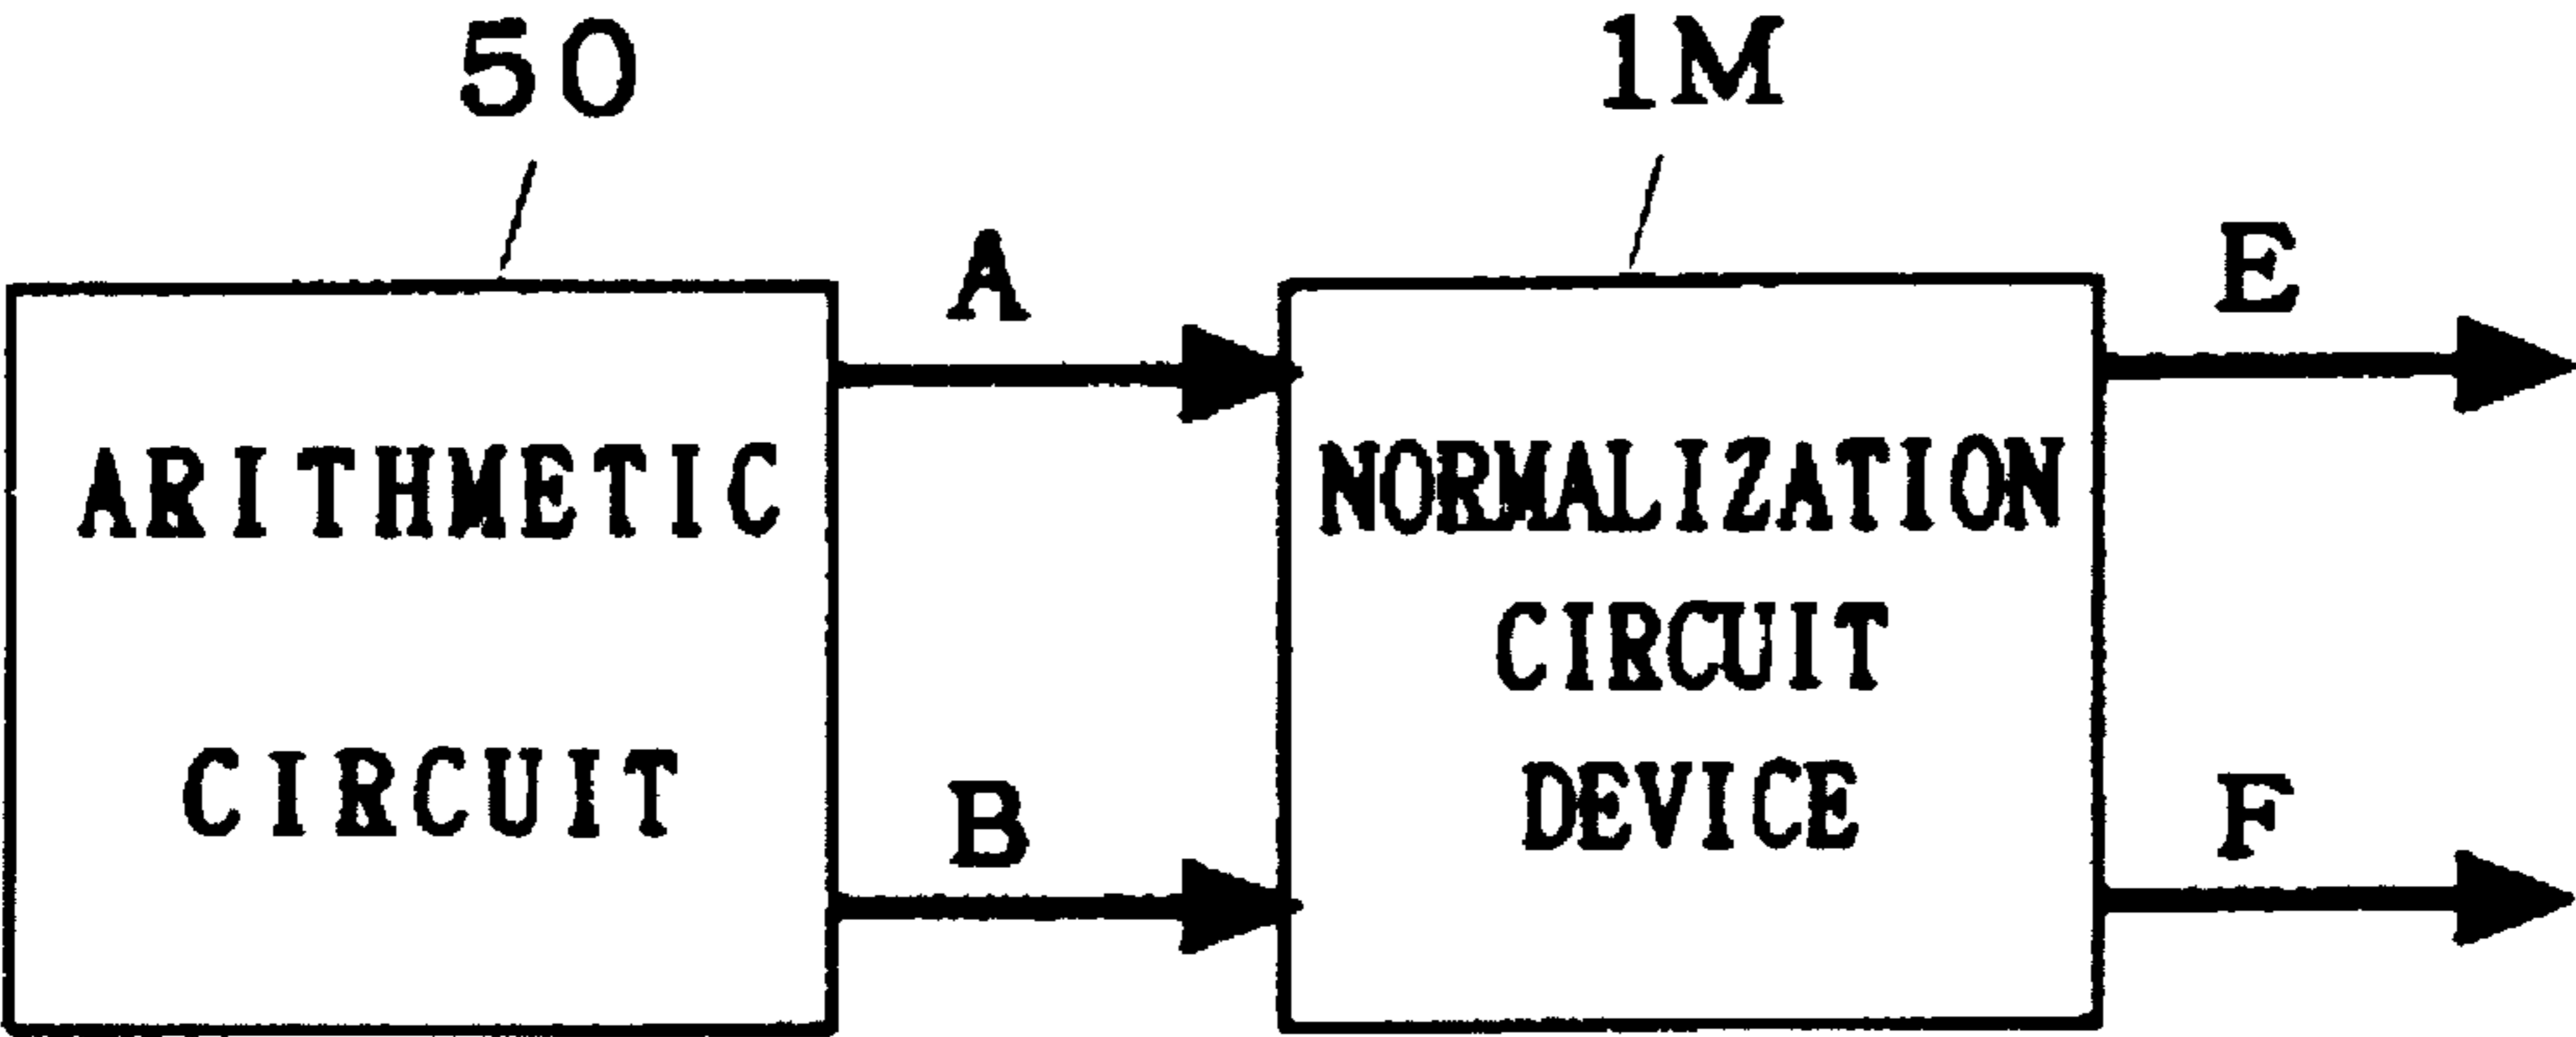 50
1M
A
E
ARITHMETIC
CIRCUIT
NORMALIZATION
CIRCUIT
DEVICE
B
F